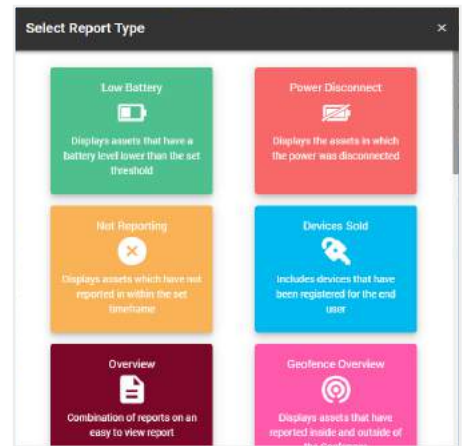 Select Report Type
×
Low Battery
Displays assets that have a
battery level lower than the set
threshold
Power Disconnect
Displays the assets in which
the power was disconnected
Not Reporting
Displays assets which have not
reported in within the set
timeframe
Devices Sold
Includes devices that have
been registered for the end
user
Overview
Combination of reports on an
easy to view report
Geofence Overview
Displays assets that have
reported inside and outside of
the Geofence